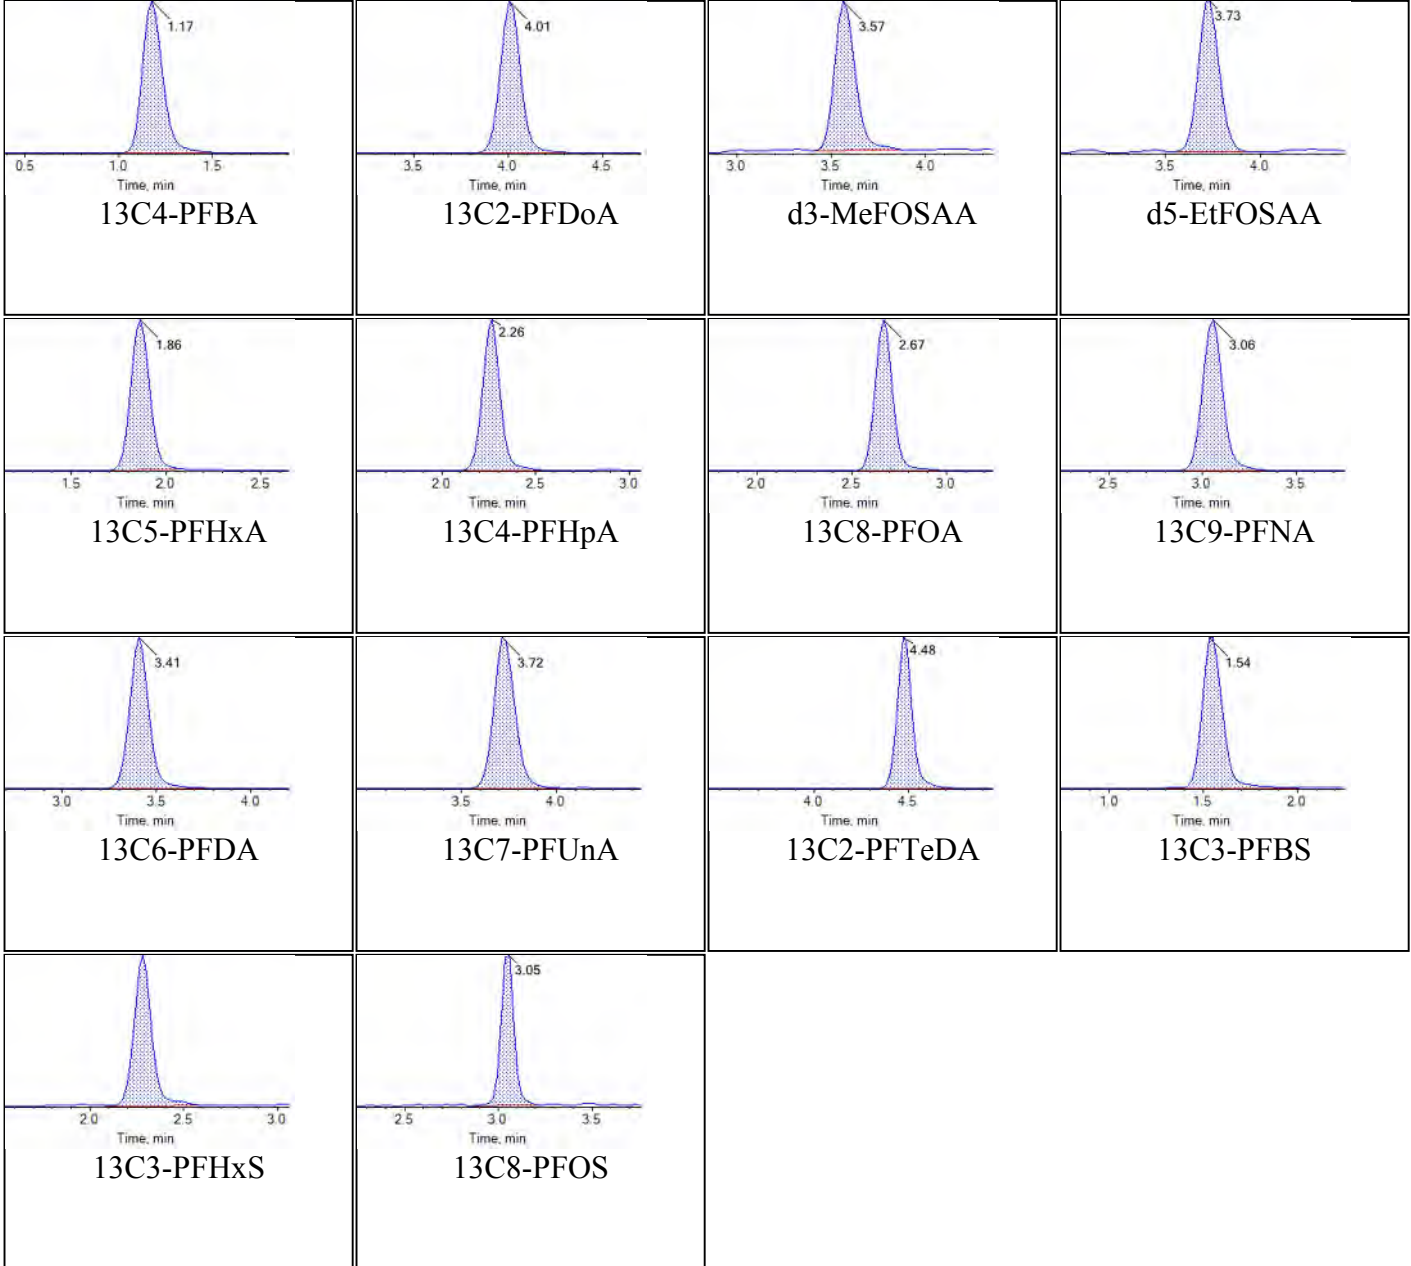 1.17
0.5 1.0 1.5
Time, min
13C4-PFBA
4.01
3.5 4.0 4.5
Time, min
13C2-PFDoA
3.57
3.0 3.5 4.0
Time, min
d3-MeFOSAA
3.73
3.5 4.0
Time, min
d5-EtFOSAA
1.86
1.5 2.0 2.5
Time, min
13C5-PFHxA
2.26
2.0 2.5 3.0
Time, min
13C4-PFHpA
2.67
2.0 2.5 3.0
Time, min
13C8-PFOA
3.06
2.5 3.0 3.5
Time, min
13C9-PFNA
3.41
3.0 3.5 4.0
Time, min
13C6-PFDA
3.72
3.5 4.0
Time, min
13C7-PFUnA
4.48
4.0 4.5
Time, min
13C2-PFTeDA
1.54
1.0 1.5 2.0
Time, min
13C3-PFBS
2.0 2.5 3.0
Time, min
13C3-PFHxS
3.05
2.5 3.0 3.5
Time, min
13C8-PFOS